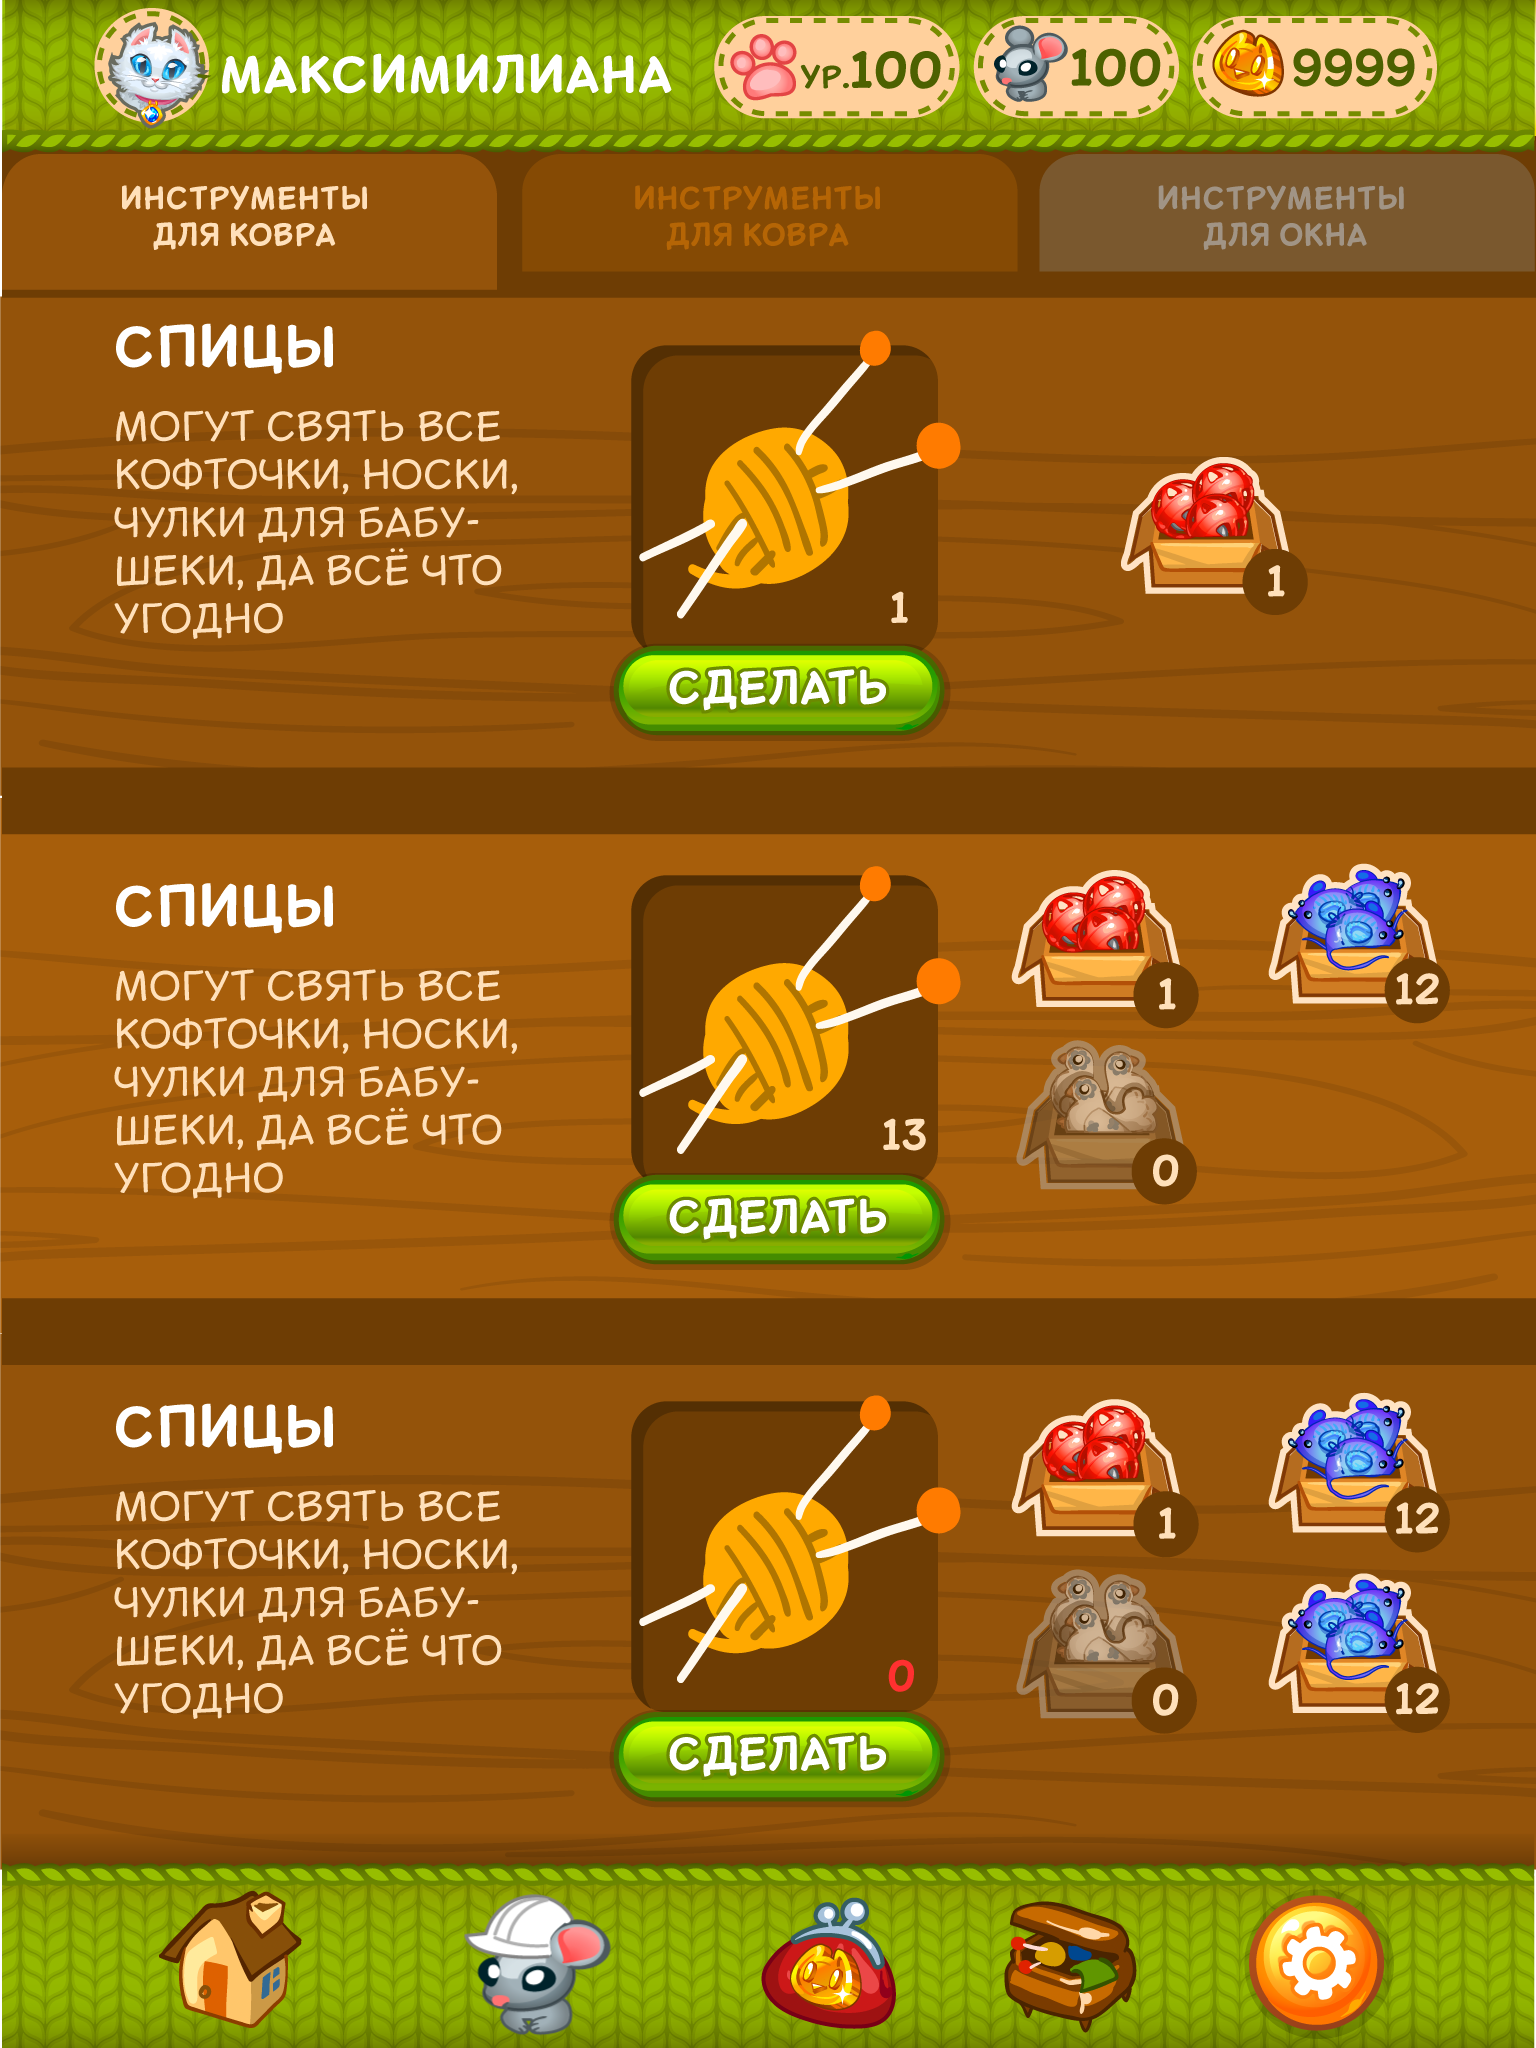 МАКСИМИЛИАНА
УР.100
100
9999
ИНСТРУМЕНТЫ
ДЛЯ КОВРА
ИНСТРУМЕНТЫ
ДЛЯ КОВРА
ИНСТРУМЕНТЫ
ДЛЯ ОКНА
СПИЦЫ
МОГУТ СВЯТЬ ВСЕ
КОФТОЧКИ, НОСКИ,
ЧУЛКИ ДЛЯ БАБУ-
ШЕКИ, ДА ВСЁ ЧТО
УГОДНО
1
СДЕЛАТЬ
1
СПИЦЫ
МОГУТ СВЯТЬ ВСЕ
КОФТОЧКИ, НОСКИ,
ЧУЛКИ ДЛЯ БАБУ-
ШЕКИ, ДА ВСЁ ЧТО
УГОДНО
13
СДЕЛАТЬ
1
12
0
СПИЦЫ
МОГУТ СВЯТЬ ВСЕ
КОФТОЧКИ, НОСКИ,
ЧУЛКИ ДЛЯ БАБУ-
ШЕКИ, ДА ВСЁ ЧТО
УГОДНО
0
СДЕЛАТЬ
1
12
0
12